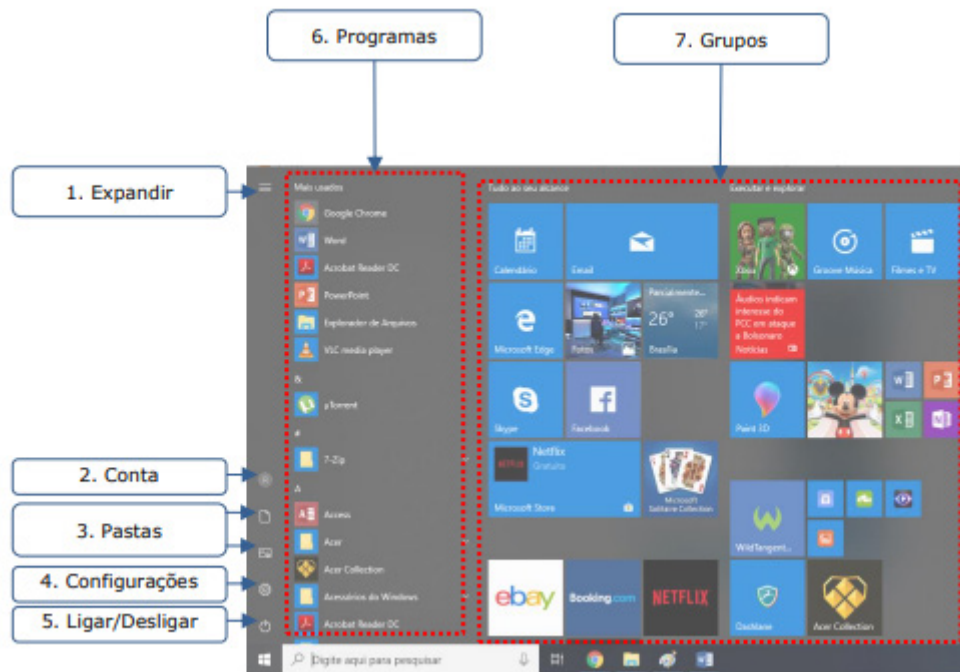 6. Programas
7. Grupos
1. Expandir
2. Conta
3. Pastas
4. Configurações
5. Ligar/Desligar
Mais usados
Google Chrome
Word
Acrobat Reader DC
PowerPoint
Explorador de Arquivos
VLC media player
&
µTorrent
#
7-Zip
A
Access
Acer
Acer Collection
Acessórios do Windows
Acrobat Reader DC
Tudo ao seu alcance
Calendário
Email
Microsoft Edge
Fotos
Parcialmente...
26°
26°
17°
Brasília
Skype
Facebook
NETFLIX
Netflix
Gratuito
Microsoft Store
Microsoft
Solitaire Collection
ebay
Booking.com
NETFLIX
Executar e explorar
Xbox
Groove Música
Filmes e TV
Áudios indicam
interesse do
PCC em ataque
a Bolsonaro
Notícias
Paint 3D
WildTangent...
Dashlane
Acer Collection
Digite aqui para pesquisar